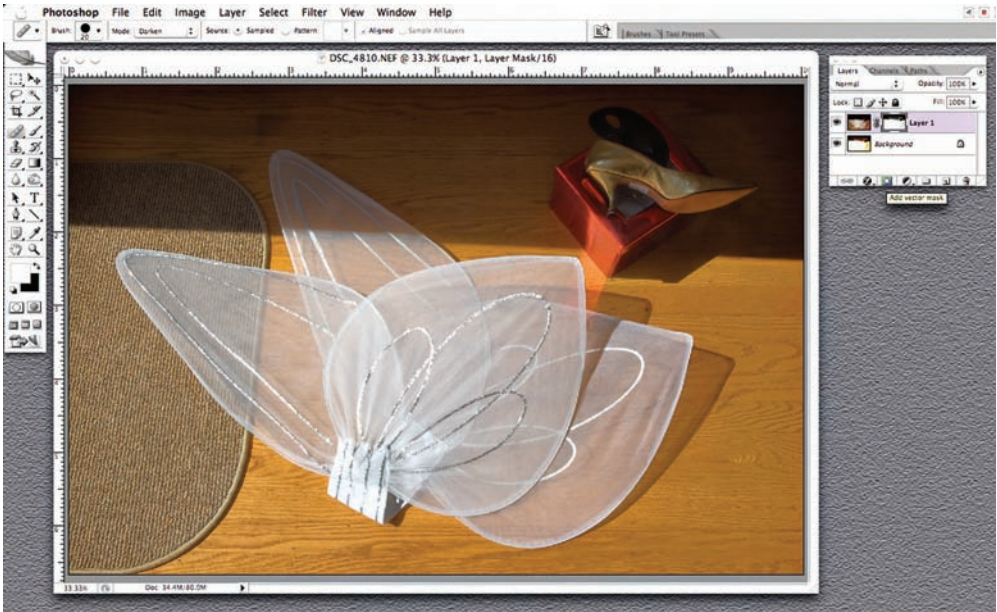 Photoshop File Edit Image Layer Select Filter View Window Help
Brush: 20 Mode: Darken Source: Sampled Pattern: Aligned Sample All Layers
Brushes Tool Presets
DSC_4810.NEF @ 33.3% (Layer 1, Layer Mask/16)
Layers Channels Paths
Normal Opacity: 100%
Lock: Fill: 100%
Layer 1
Background
Add vector mask
33.33% Doc: 34.4M/80.0M